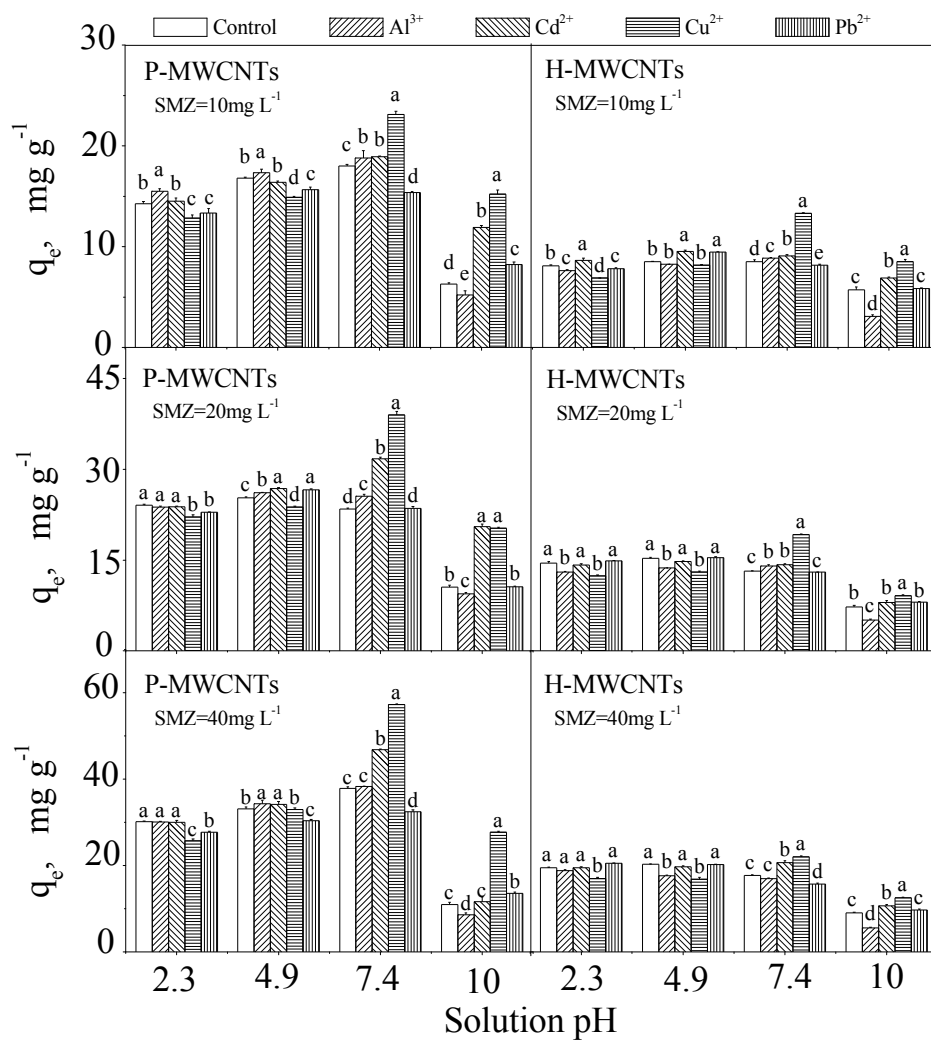 Control Al³⁺ Cd²⁺ Cu²⁺ Pb²⁺
P-MWCNTs
SMZ=10mg L⁻¹
b a b c c b a b d c c b b a d d e b a c
H-MWCNTs
SMZ=10mg L⁻¹
b c a d c b b a b a d c b a e c d b a c
30
20
10
0
qₑ, mg g⁻¹
P-MWCNTs
SMZ=20mg L⁻¹
a a a b b c b a d a d c b a d b c a a b
H-MWCNTs
SMZ=20mg L⁻¹
a b a b a a b a b a c b b a c b c b a b
45
30
15
0
qₑ, mg g⁻¹
P-MWCNTs
SMZ=40mg L⁻¹
a a a c b b a a b c c c b a d c d c a b
H-MWCNTs
SMZ=40mg L⁻¹
a a a b a a b a b a c c b a d c d b a c
60
40
20
0
qₑ, mg g⁻¹
2.3 4.9 7.4 10 2.3 4.9 7.4 10
Solution pH